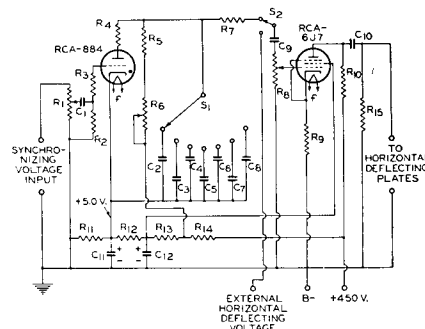 R4
R5
R7
S2
RCA-884
RCA-6J7
C10
C9
R3
R1
C1
R2
R6
S1
R8
R10
R15
f
f
R9
C2
C3
C4
C5
C6
C7
C8
SYNCHRO-
NIZING
VOLTAGE
INPUT
TO
HORIZONTAL
DEFLECTING
PLATES
+5.0 V.
R11
R12
R13
R14
C11
+
-
+
-
C12
EXTERNAL
HORIZONTAL
DEFLECTING
VOLTAGE
B-
+450 V.